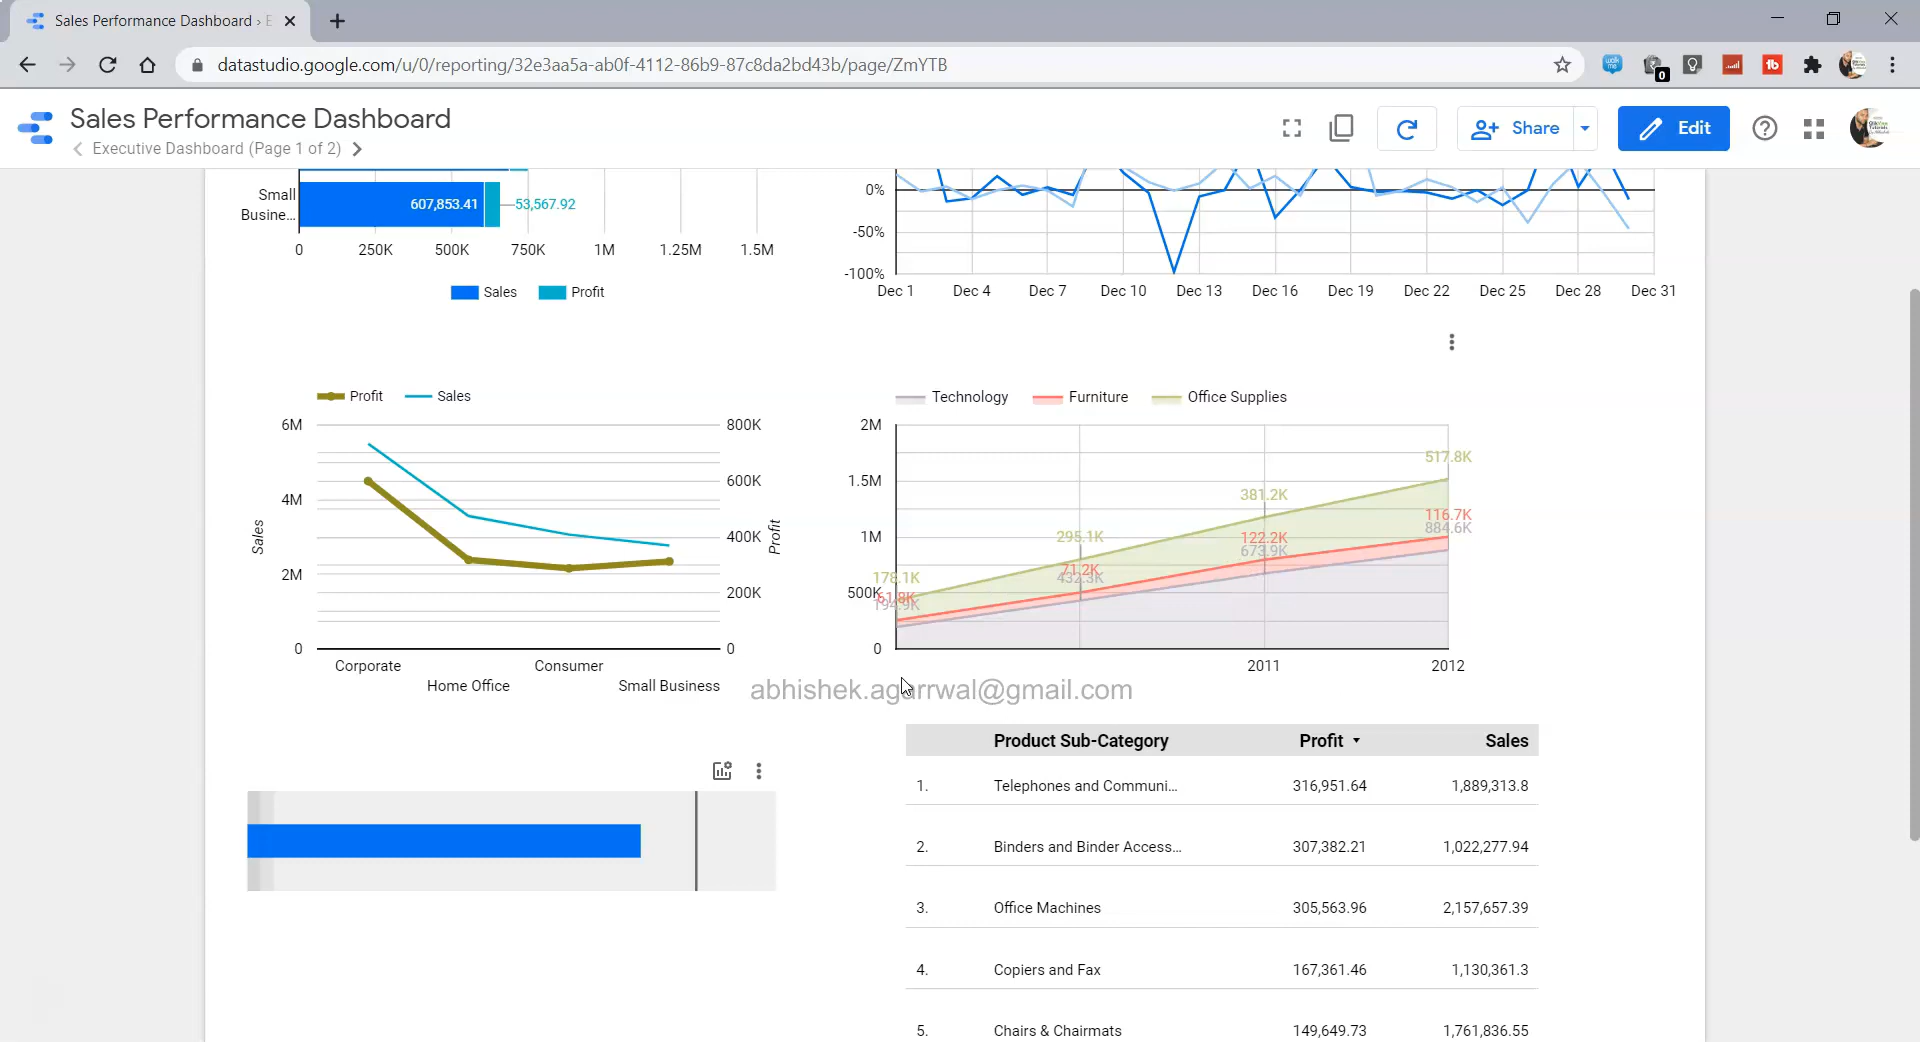 Sales Performance Dashboard › E
datastudio.google.com/u/0/reporting/32e3aa5a-ab0f-4112-86b9-87c8da2bd43b/page/ZmYTB
0
Sales Performance Dashboard
Executive Dashboard (Page 1 of 2)
Share
Edit
Small
Busine...
607,853.41
53,567.92
0 250K 500K 750K 1M 1.25M 1.5M
Sales Profit
0%
-50%
-100%
Dec 1 Dec 4 Dec 7 Dec 10 Dec 13 Dec 16 Dec 19 Dec 22 Dec 25 Dec 28 Dec 31
Profit Sales
6M
4M
2M
0
Sales
800K
600K
400K
200K
0
Profit
Corporate
Home Office
Consumer
Small Business
Technology Furniture Office Supplies
2M
1.5M
1M
500K
0
178.1K
61.8K
194.9K
295.1K
71.2K
432.3K
381.2K
122.2K
673.9K
517.8K
116.7K
884.6K
2011 2012
abhishek.agarrwal@gmail.com
Product Sub-Category Profit Sales
1. Telephones and Communi... 316,951.64 1,889,313.8
2. Binders and Binder Access... 307,382.21 1,022,277.94
3. Office Machines 305,563.96 2,157,657.39
4. Copiers and Fax 167,361.46 1,130,361.3
5. Chairs & Chairmats 149,649.73 1,761,836.55